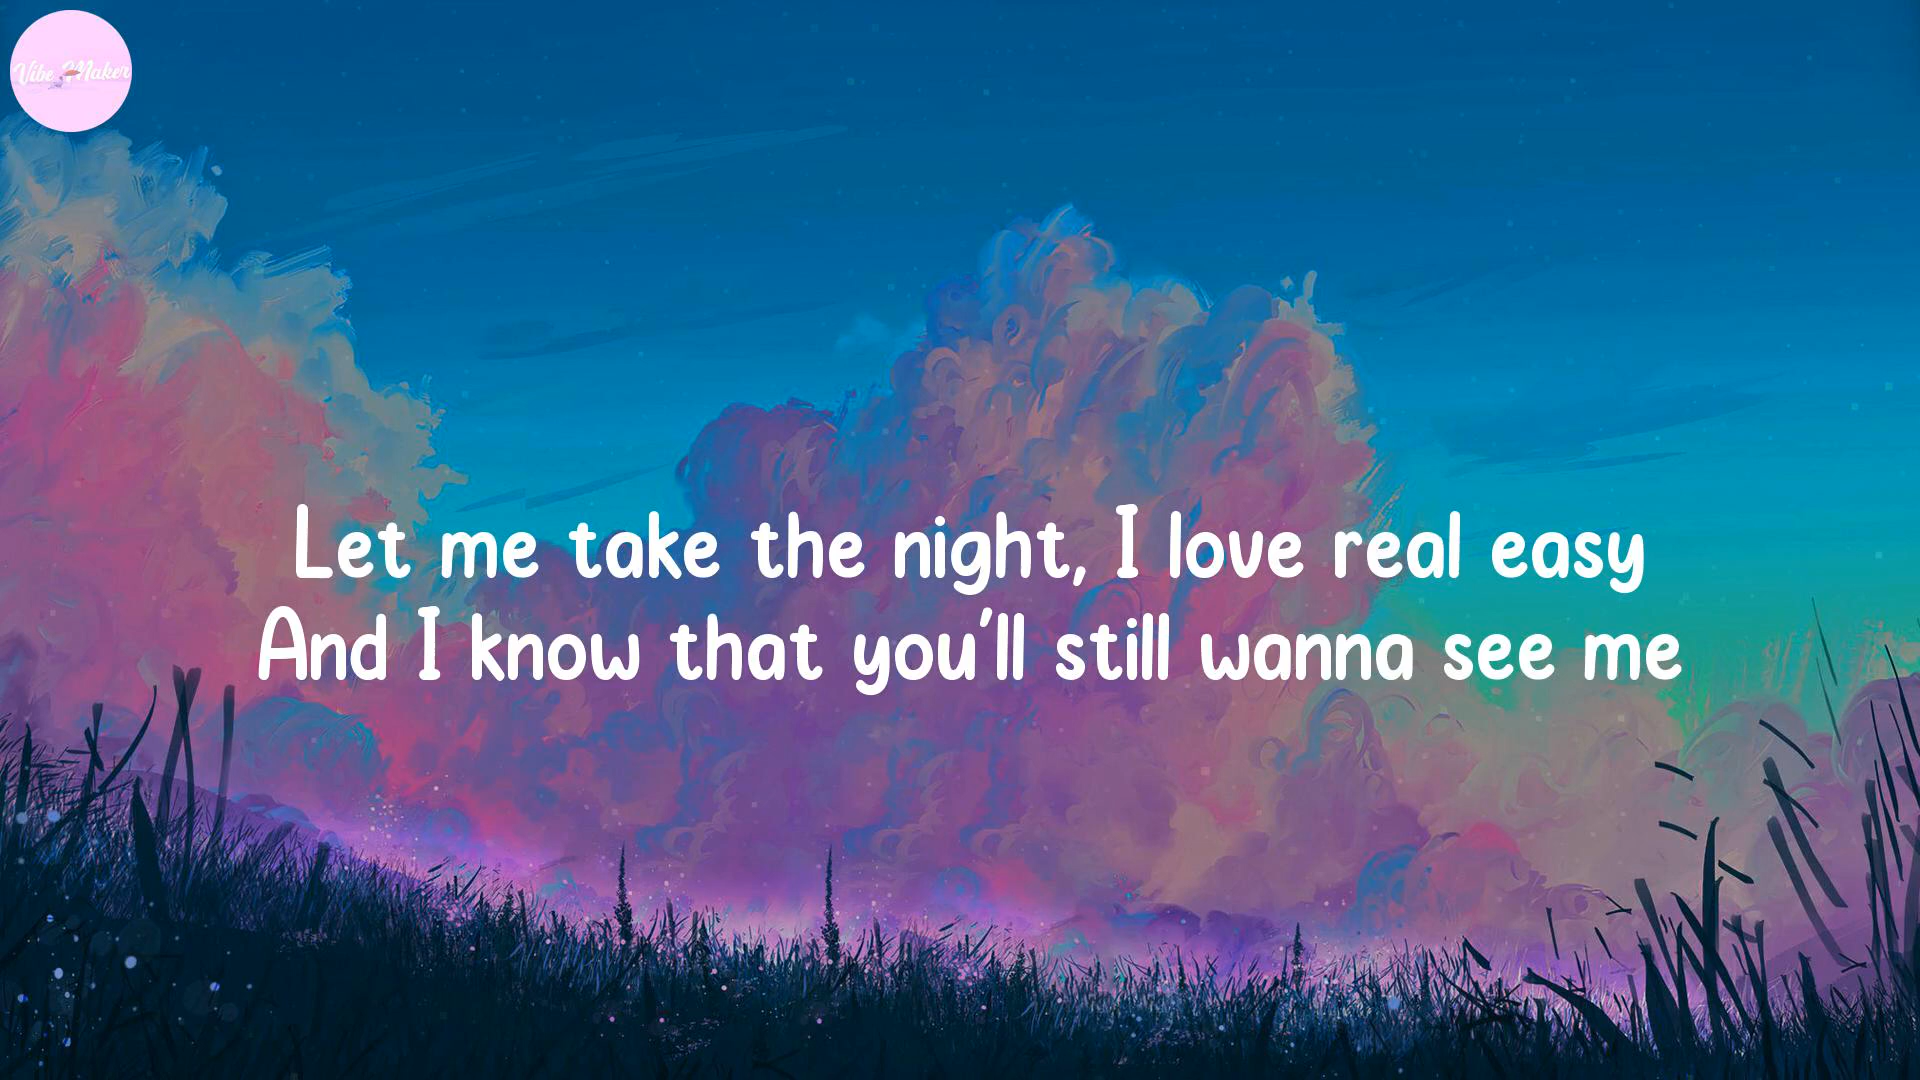 Vibe Maker
Let me take the night, I love real easy
And I know that you'll still wanna see me